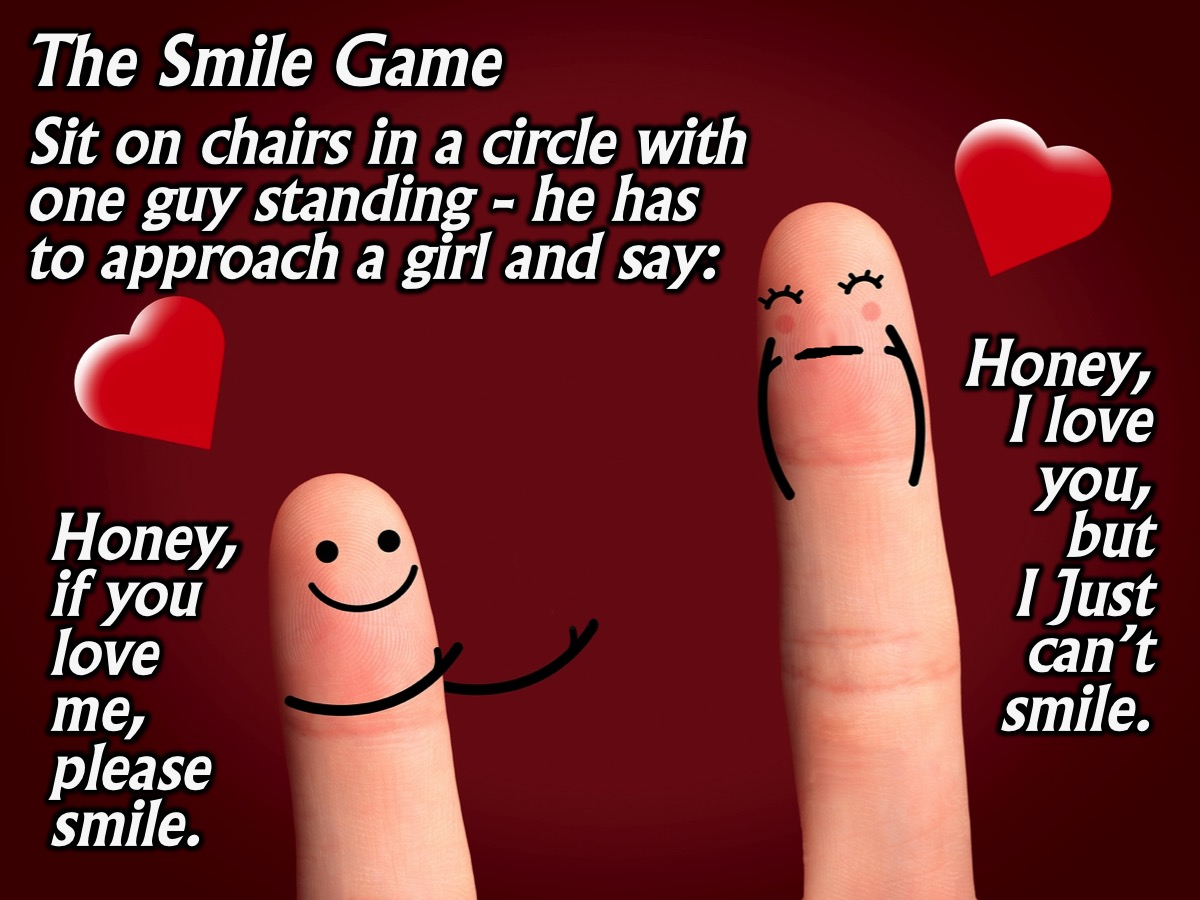 The Smile Game
Sit on chairs in a circle with
one guy standing - he has
to approach a girl and say:
Honey,
if you
love
me,
please
smile.
Honey,
I love
you,
but
I Just
can't
smile.